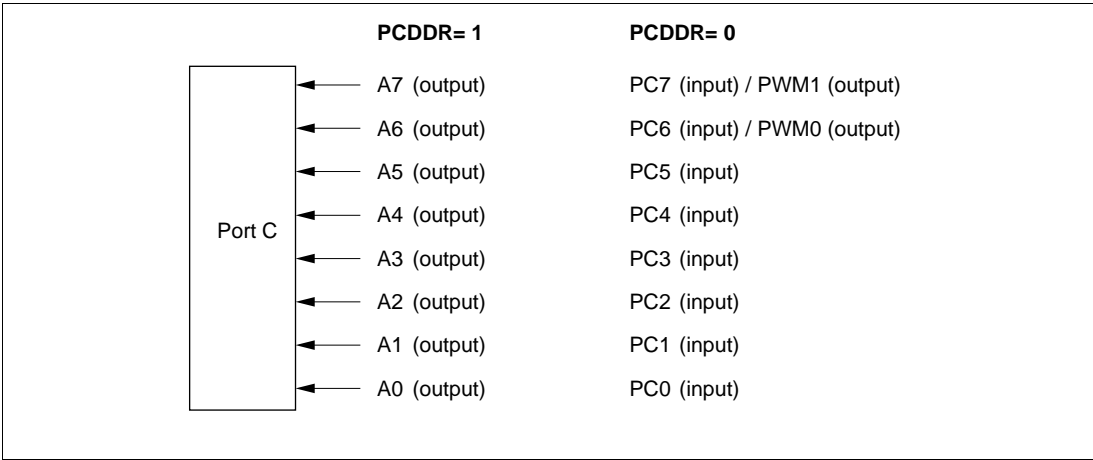 PCDDR= 1 PCDDR= 0
A7 (output) PC7 (input) / PWM1 (output)
A6 (output) PC6 (input) / PWM0 (output)
A5 (output) PC5 (input)
A4 (output) PC4 (input)
Port C
A3 (output) PC3 (input)
A2 (output) PC2 (input)
A1 (output) PC1 (input)
A0 (output) PC0 (input)